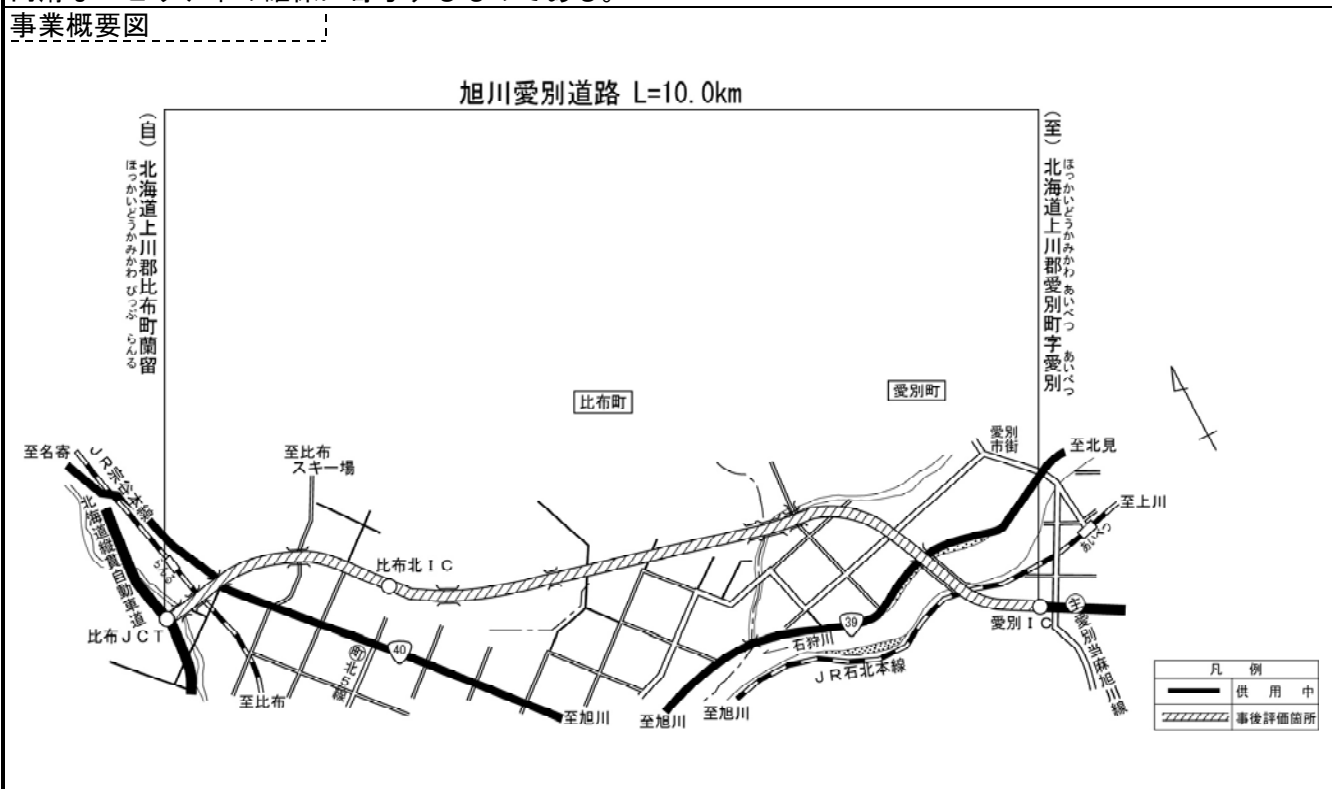 事業概要図
旭川愛別道路 L=10.0km
(自)
北海道上川郡比布町蘭留
ほっかいどうかみかわ ぴっぷ らんる
(至)
北海道上川郡愛別町字愛別
ほっかいどうかみかわ あいべつ あいべつ
比布町
愛別町
至名寄
JR宗谷本線
北海道縦貫自動車道
至比布
スキー場
愛別
市街
至北見
至上川
あいべつ
らんる
比布北IC
比布JCT
40
町北5線
39
石狩川
JR石北本線
愛別IC
主愛別当麻旭川線
至比布
至旭川
至旭川
至旭川
凡例
供用中
事後評価箇所